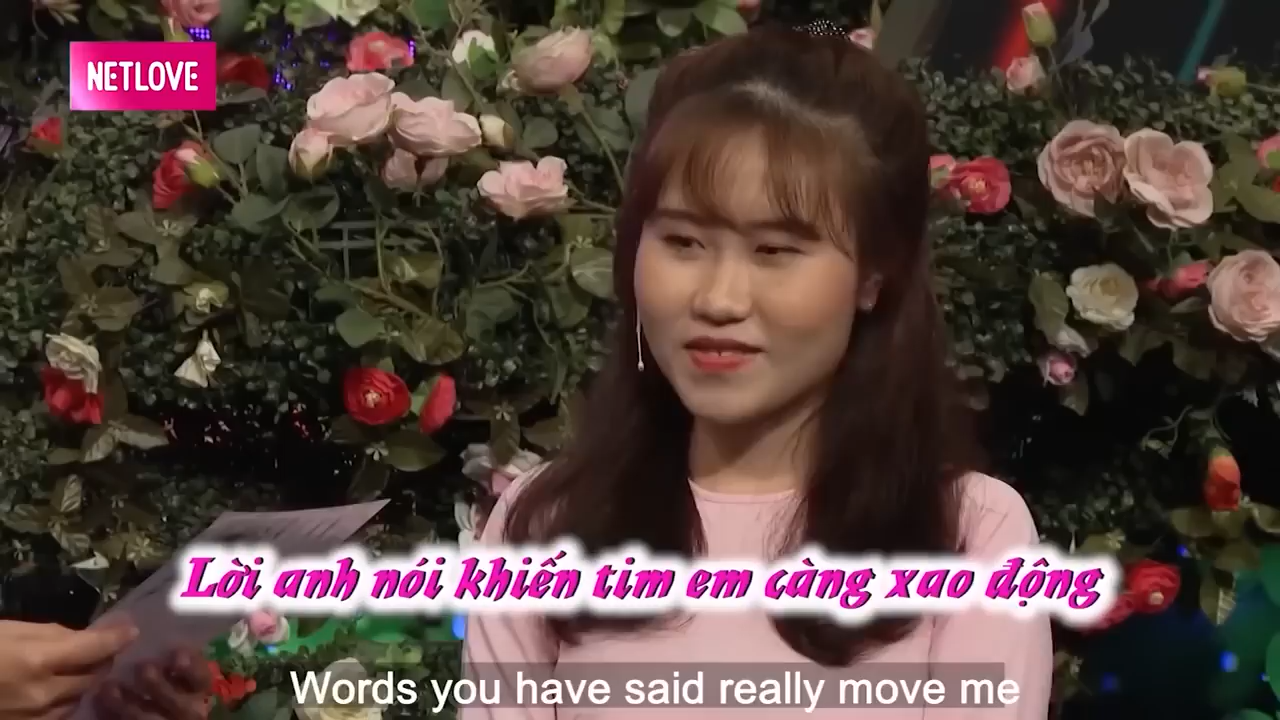 NETLOVE
Lời anh nói khiến tim em càng xao động
Words you have said really move me